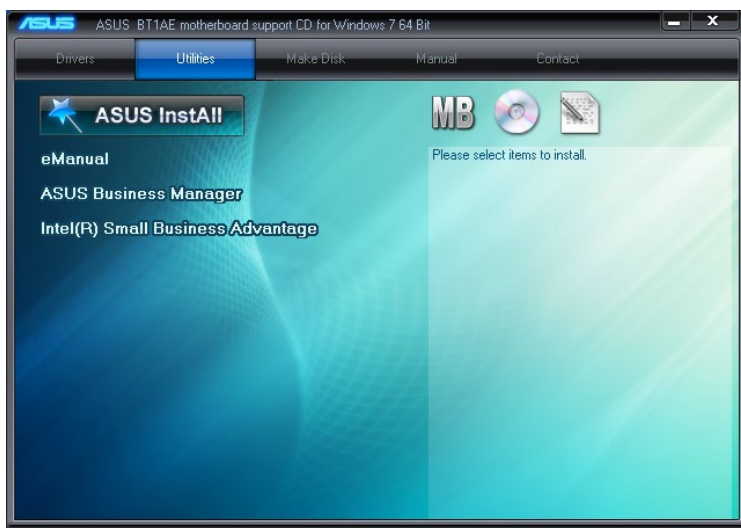 ASUS ASUS BT1AE motherboard support CD for Windows 7 64 Bit
Drivers Utilities Make Disk Manual Contact
ASUS InstAll
MB
eManual
Please select items to install.
ASUS Business Manager
Intel(R) Small Business Advantage